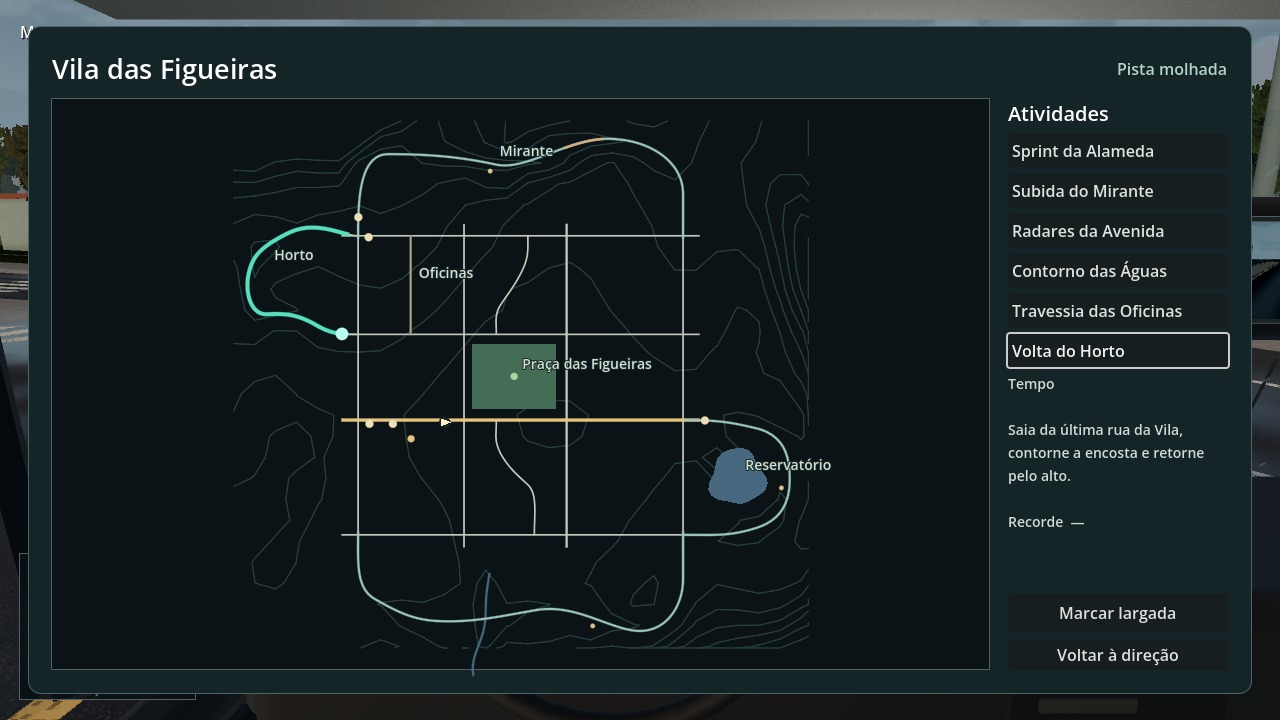 M
Vila das Figueiras
Pista molhada
Mirante
Horto
Oficinas
Praça das Figueiras
Reservatório
Atividades
Sprint da Alameda
Subida do Mirante
Radares da Avenida
Contorno das Águas
Travessia das Oficinas
Volta do Horto
Tempo
Saia da última rua da Vila,
contorne a encosta e retorne
pelo alto.
Recorde —
Marcar largada
Voltar à direção